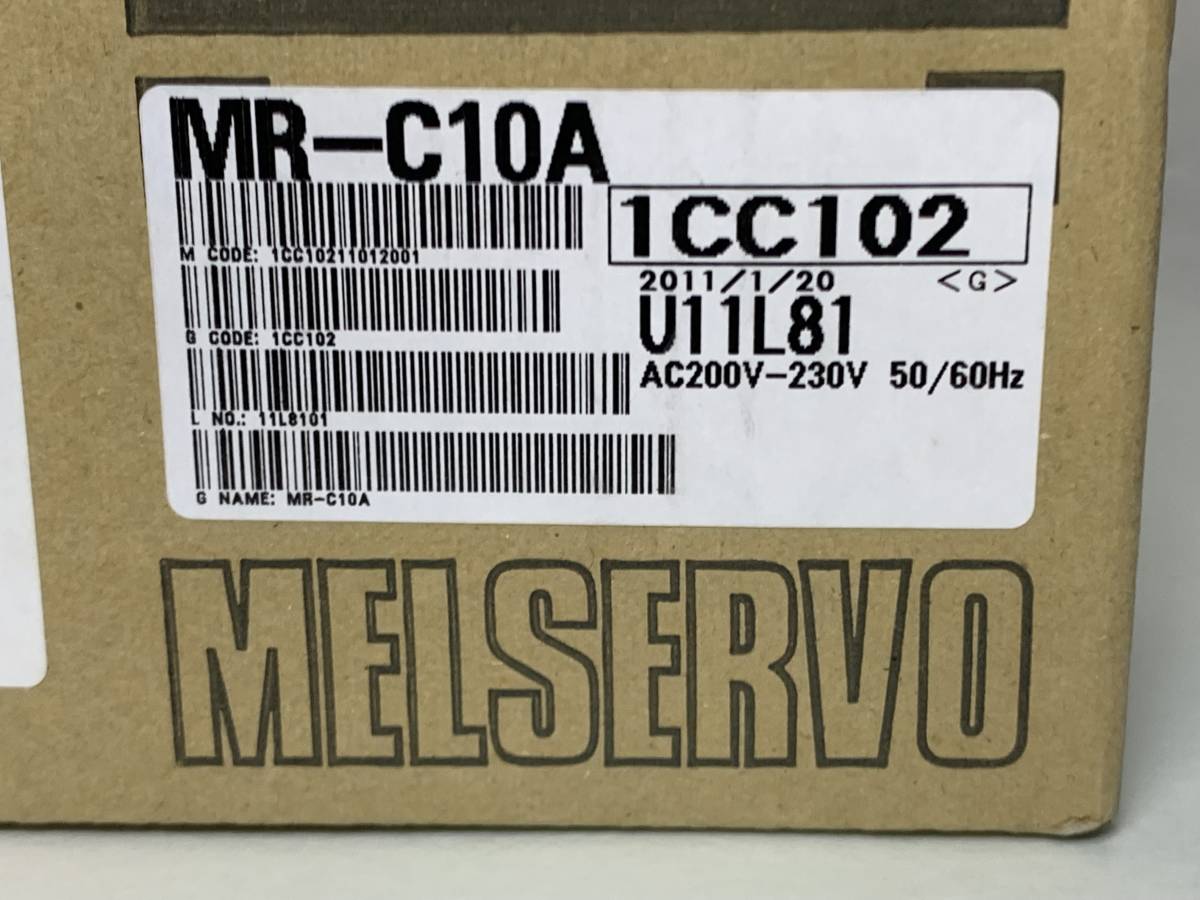 MR-C10A
M CODE: 1CC10211012001
1CC102
2011/1/20 <G>
G CODE: 1CC102
U11L81
AC200V-230V 50/60Hz
L NO.: 11L8101
G NAME: MR-C10A
MELSERVO